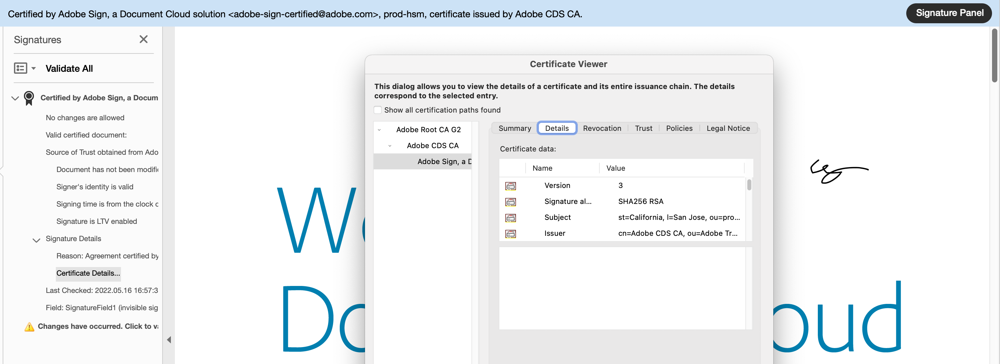 Certified by Adobe Sign, a Document Cloud solution <adobe-sign-certified@adobe.com>, prod-hsm, certificate issued by Adobe CDS CA.
Signature Panel
Signatures
Validate All
Certified by Adobe Sign, a Docum
No changes are allowed
Valid certified document:
Source of Trust obtained from Ado
Document has not been modifi
Signer's identity is valid
Signing time is from the clock o
Signature is LTV enabled
Signature Details
Reason: Agreement certified by
Certificate Details...
Last Checked: 2022.05.16 16:57:3
Field: SignatureField1 (invisible sig
Changes have occurred. Click to va
Certificate Viewer
This dialog allows you to view the details of a certificate and its entire issuance chain. The details
correspond to the selected entry.
Show all certification paths found
Adobe Root CA G2
Adobe CDS CA
Adobe Sign, a D
Summary Details Revocation Trust Policies Legal Notice
Certificate data:
Name Value
Version 3
Signature al... SHA256 RSA
Subject st=California, l=San Jose, ou=pro...
Issuer cn=Adobe CDS CA, ou=Adobe Tr...
W
Do oud